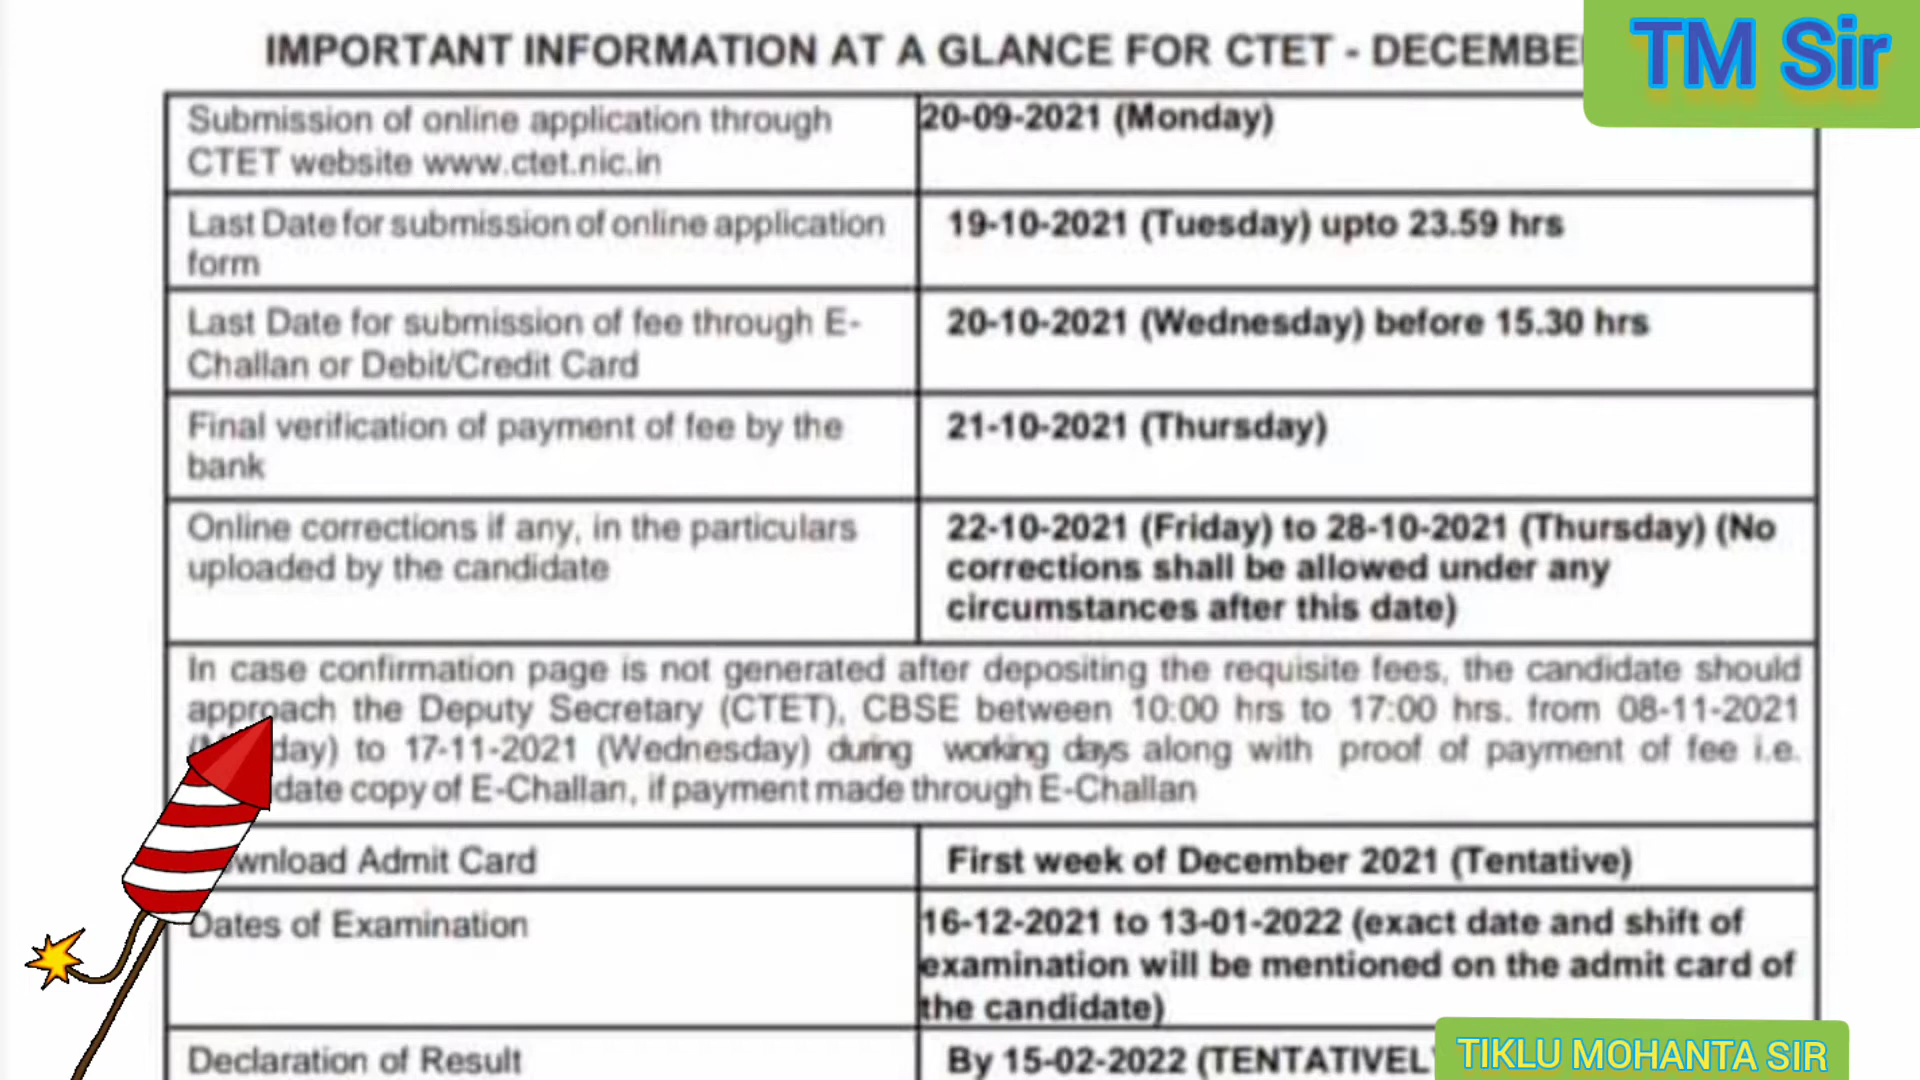 IMPORTANT INFORMATION AT A GLANCE FOR CTET - DECEMBE
TM Sir
Submission of online application through
CTET website www.ctet.nic.in
20-09-2021 (Monday)
Last Date for submission of online application
form
19-10-2021 (Tuesday) upto 23.59 hrs
Last Date for submission of fee through E-
Challan or Debit/Credit Card
20-10-2021 (Wednesday) before 15.30 hrs
Final verification of payment of fee by the
bank
21-10-2021 (Thursday)
Online corrections if any, in the particulars
uploaded by the candidate
22-10-2021 (Friday) to 28-10-2021 (Thursday) (No
corrections shall be allowed under any
circumstances after this date)
In case confirmation page is not generated after depositing the requisite fees, the candidate should
approach the Deputy Secretary (CTET), CBSE between 10:00 hrs to 17:00 hrs. from 08-11-2021
day) to 17-11-2021 (Wednesday) during working days along with proof of payment of fee i.e.
date copy of E-Challan, if payment made through E-Challan
wnload Admit Card
First week of December 2021 (Tentative)
Dates of Examination
16-12-2021 to 13-01-2022 (exact date and shift of
examination will be mentioned on the admit card of
the candidate)
Declaration of Result
By 15-02-2022 (TENTATIVEL
TIKLU MOHANTA SIR